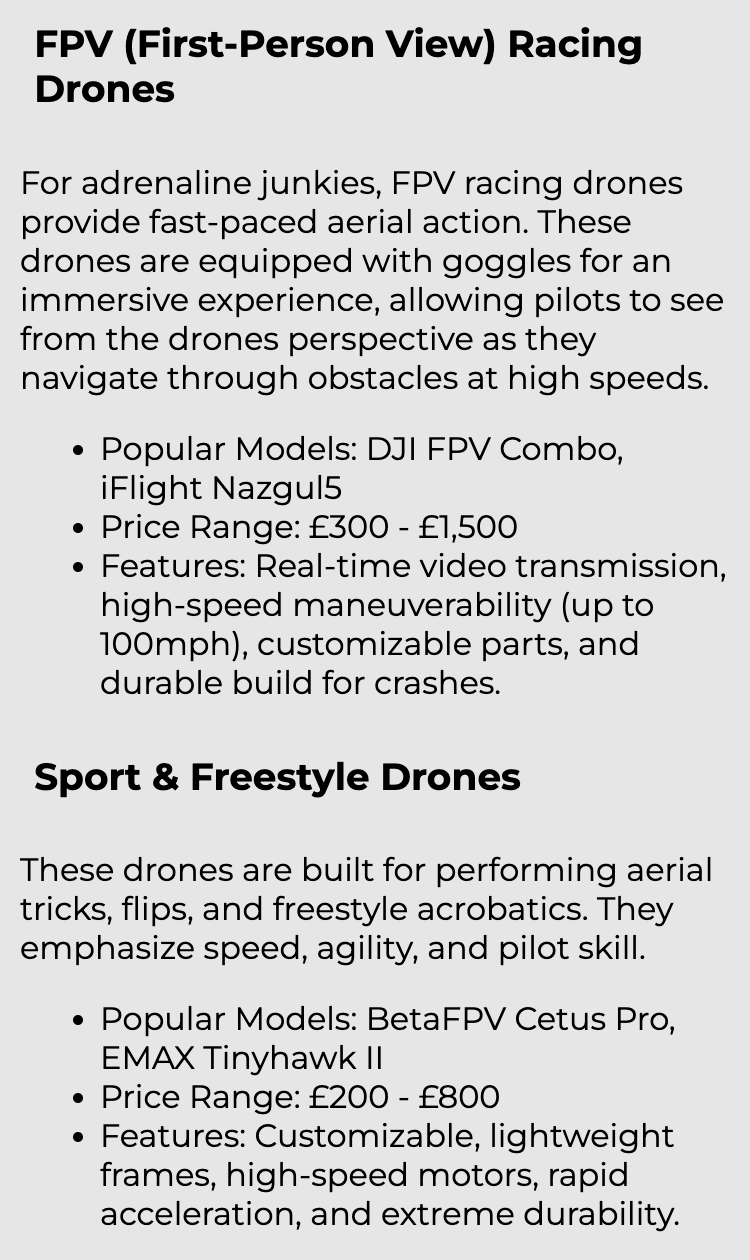 FPV (First-Person View) Racing
Drones
For adrenaline junkies, FPV racing drones
provide fast-paced aerial action. These
drones are equipped with goggles for an
immersive experience, allowing pilots to see
from the drones perspective as they
navigate through obstacles at high speeds.
• Popular Models: DJI FPV Combo,
iFlight Nazgul5
• Price Range: £300 - £1,500
• Features: Real-time video transmission,
high-speed maneuverability (up to
100mph), customizable parts, and
durable build for crashes.
Sport & Freestyle Drones
These drones are built for performing aerial
tricks, flips, and freestyle acrobatics. They
emphasize speed, agility, and pilot skill.
• Popular Models: BetaFPV Cetus Pro,
EMAX Tinyhawk II
• Price Range: £200 - £800
• Features: Customizable, lightweight
frames, high-speed motors, rapid
acceleration, and extreme durability.